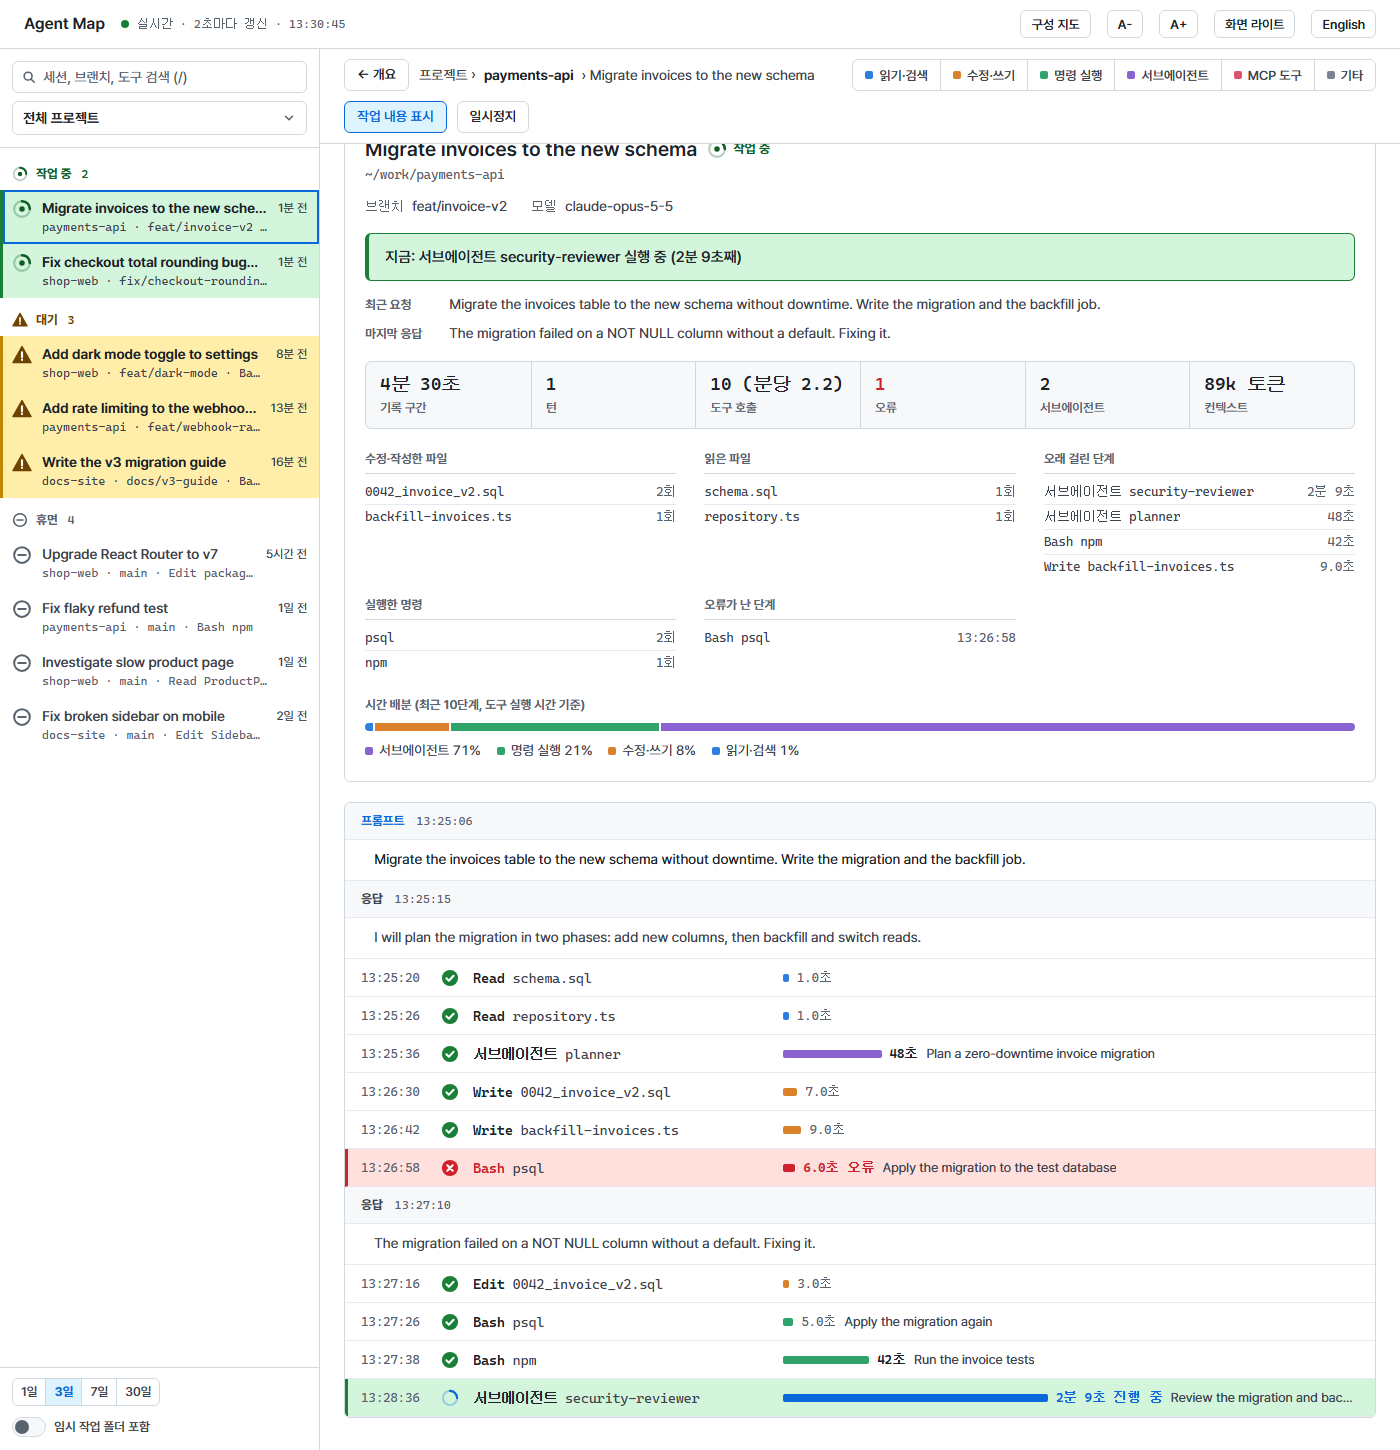 Agent Map 실시간 · 2초마다 갱신 · 13:30:45 구성 지도 A- A+ 화면 라이트 English
세션, 브랜치, 도구 검색 (/)
전체 프로젝트
작업 중 2
Migrate invoices to the new sche... 1분 전
payments-api · feat/invoice-v2 …
Fix checkout total rounding bug... 1분 전
shop-web · fix/checkout-roundin…
대기 3
Add dark mode toggle to settings 8분 전
shop-web · feat/dark-mode · Ba…
Add rate limiting to the webhoo... 13분 전
payments-api · feat/webhook-ra…
Write the v3 migration guide 16분 전
docs-site · docs/v3-guide · Ba…
휴면 4
Upgrade React Router to v7 5시간 전
shop-web · main · Edit packag…
Fix flaky refund test 1일 전
payments-api · main · Bash npm
Investigate slow product page 1일 전
shop-web · main · Read ProductP…
Fix broken sidebar on mobile 2일 전
docs-site · main · Edit Sideba…
1일 3일 7일 30일
임시 작업 폴더 포함
← 개요 프로젝트 › payments-api › Migrate invoices to the new schema 읽기·검색 수정·쓰기 명령 실행 서브에이전트 MCP 도구 기타
작업 내용 표시 일시정지
Migrate invoices to the new schema 작업 중
~/work/payments-api
브랜치 feat/invoice-v2 모델 claude-opus-5-5
지금: 서브에이전트 security-reviewer 실행 중 (2분 9초째)
최근 요청 Migrate the invoices table to the new schema without downtime. Write the migration and the backfill job.
마지막 응답 The migration failed on a NOT NULL column without a default. Fixing it.
4분 30초 1 10 (분당 2.2) 1 2 89k 토큰
기록 구간 턴 도구 호출 오류 서브에이전트 컨텍스트
수정·작성한 파일 읽은 파일 오래 걸린 단계
0042_invoice_v2.sql 2회 schema.sql 1회 서브에이전트 security-reviewer 2분 9초
backfill-invoices.ts 1회 repository.ts 1회 서브에이전트 planner 48초
Bash npm 42초
Write backfill-invoices.ts 9.0초
실행한 명령 오류가 난 단계
psql 2회 Bash psql 13:26:58
npm 1회
시간 배분 (최근 10단계, 도구 실행 시간 기준)
서브에이전트 71% 명령 실행 21% 수정·쓰기 8% 읽기·검색 1%
프롬프트 13:25:06
Migrate the invoices table to the new schema without downtime. Write the migration and the backfill job.
응답 13:25:15
I will plan the migration in two phases: add new columns, then backfill and switch reads.
13:25:20 Read schema.sql 1.0초
13:25:26 Read repository.ts 1.0초
13:25:36 서브에이전트 planner 48초 Plan a zero-downtime invoice migration
13:26:30 Write 0042_invoice_v2.sql 7.0초
13:26:42 Write backfill-invoices.ts 9.0초
13:26:58 Bash psql 6.0초 오류 Apply the migration to the test database
응답 13:27:10
The migration failed on a NOT NULL column without a default. Fixing it.
13:27:16 Edit 0042_invoice_v2.sql 3.0초
13:27:26 Bash psql 5.0초 Apply the migration again
13:27:38 Bash npm 42초 Run the invoice tests
13:28:36 서브에이전트 security-reviewer 2분 9초 진행 중 Review the migration and bac...